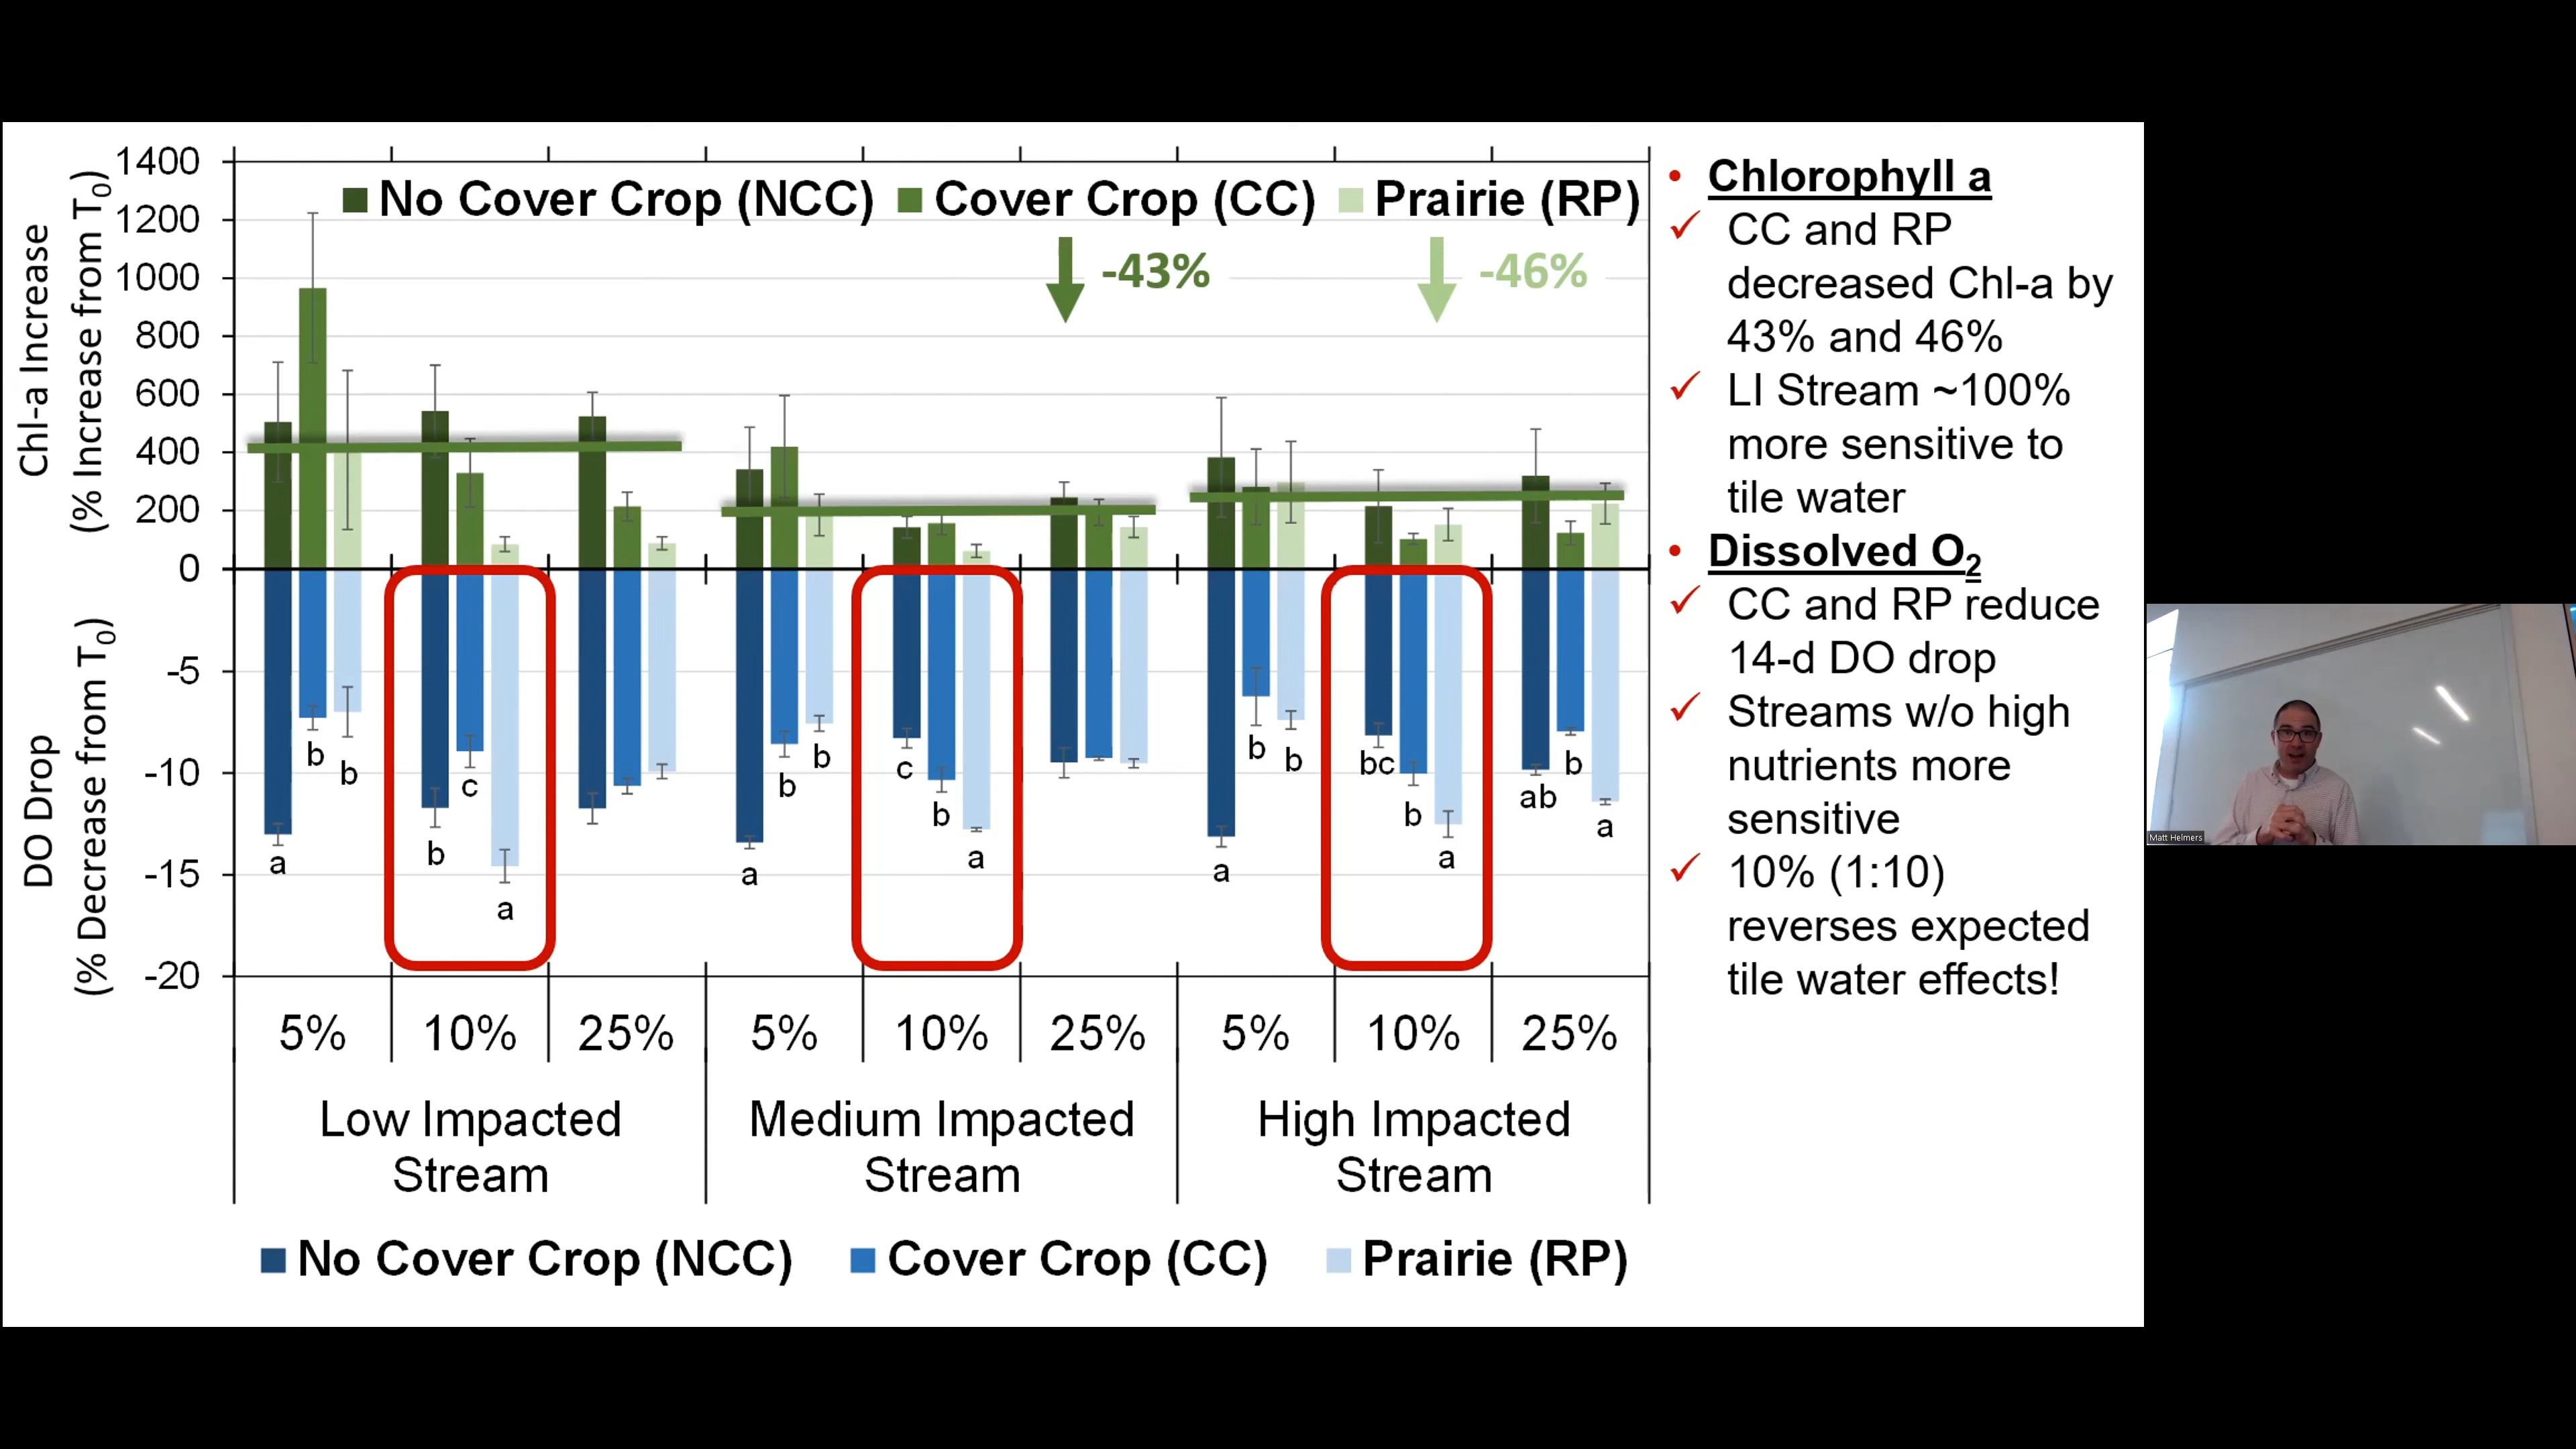 Chl-a Increase
(% Increase from T0)
1400
1200
1000
800
600
400
200
0
No Cover Crop (NCC) Cover Crop (CC) Prairie (RP)
-43% -46%
DO Drop
(% Decrease from T0)
-5
-10
-15
-20
a b b b c a
a b b c b a
a b b bc b a ab b a
5% 10% 25% 5% 10% 25% 5% 10% 25%
Low Impacted
Stream
Medium Impacted
Stream
High Impacted
Stream
No Cover Crop (NCC) Cover Crop (CC) Prairie (RP)
• Chlorophyll a
✓ CC and RP
decreased Chl-a by
43% and 46%
✓ LI Stream ~100%
more sensitive to
tile water
• Dissolved O2
✓ CC and RP reduce
14-d DO drop
✓ Streams w/o high
nutrients more
sensitive
✓ 10% (1:10)
reverses expected
tile water effects!
Matt Helmers